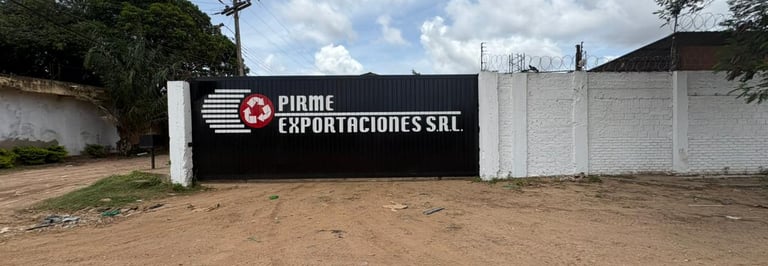 PIRME
EXPORTACIONES S.R.L.